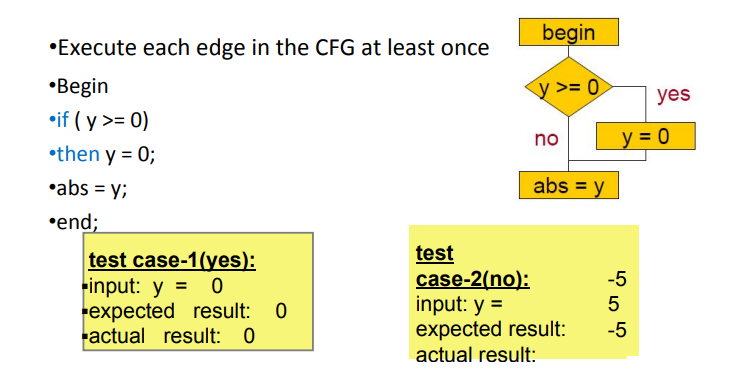 •Execute each edge in the CFG at least once
•Begin
•if ( y >= 0)
•then y = 0;
•abs = y;
•end;
begin
y >= 0
yes
no
y = 0
abs = y
test case-1(yes):
▪input: y = 0
▪expected result: 0
▪actual result: 0
test
case-2(no): -5
input: y = 5
expected result: -5
actual result: